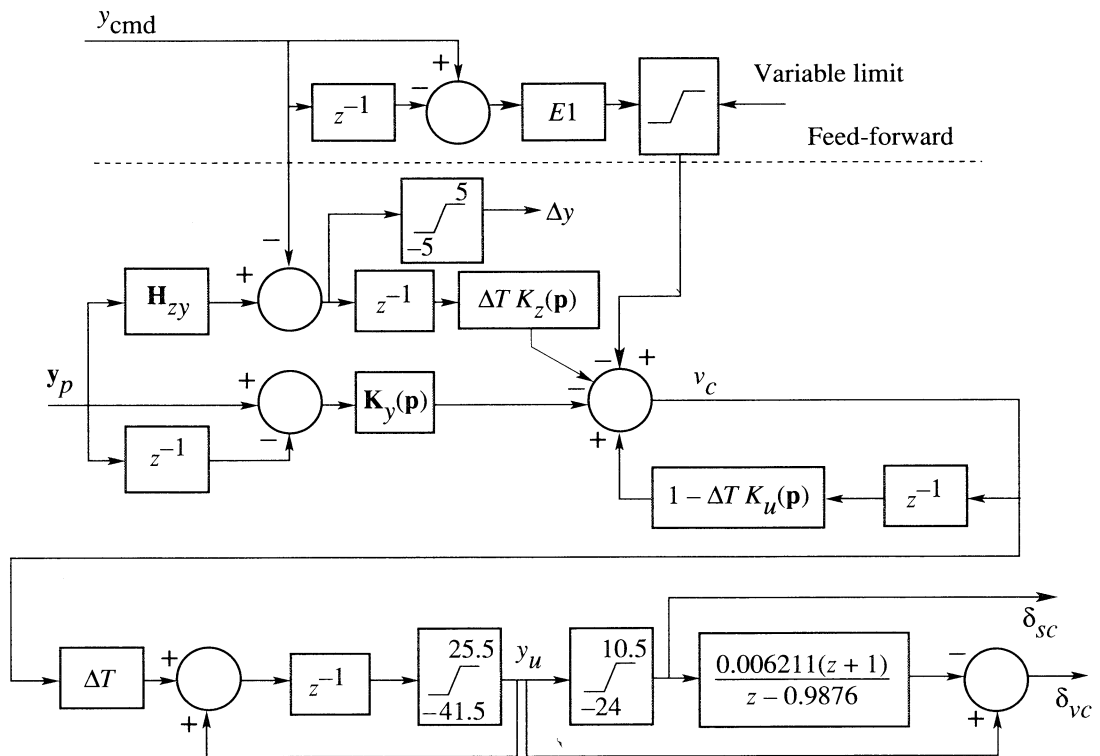 y_cmd
+
−
z⁻¹
E1
Variable limit
Feed-forward
5
−5
Δy
−
+
H_zy
z⁻¹
ΔT K_z(p)
−
+
y_p
+
−
K_y(p)
−
v_c
z⁻¹
+
1 − ΔT K_u(p)
z⁻¹
δ_sc
ΔT
+
+
z⁻¹
25.5
−41.5
y_u
10.5
−24
0.006211(z + 1)
z − 0.9876
−
+
δ_vc